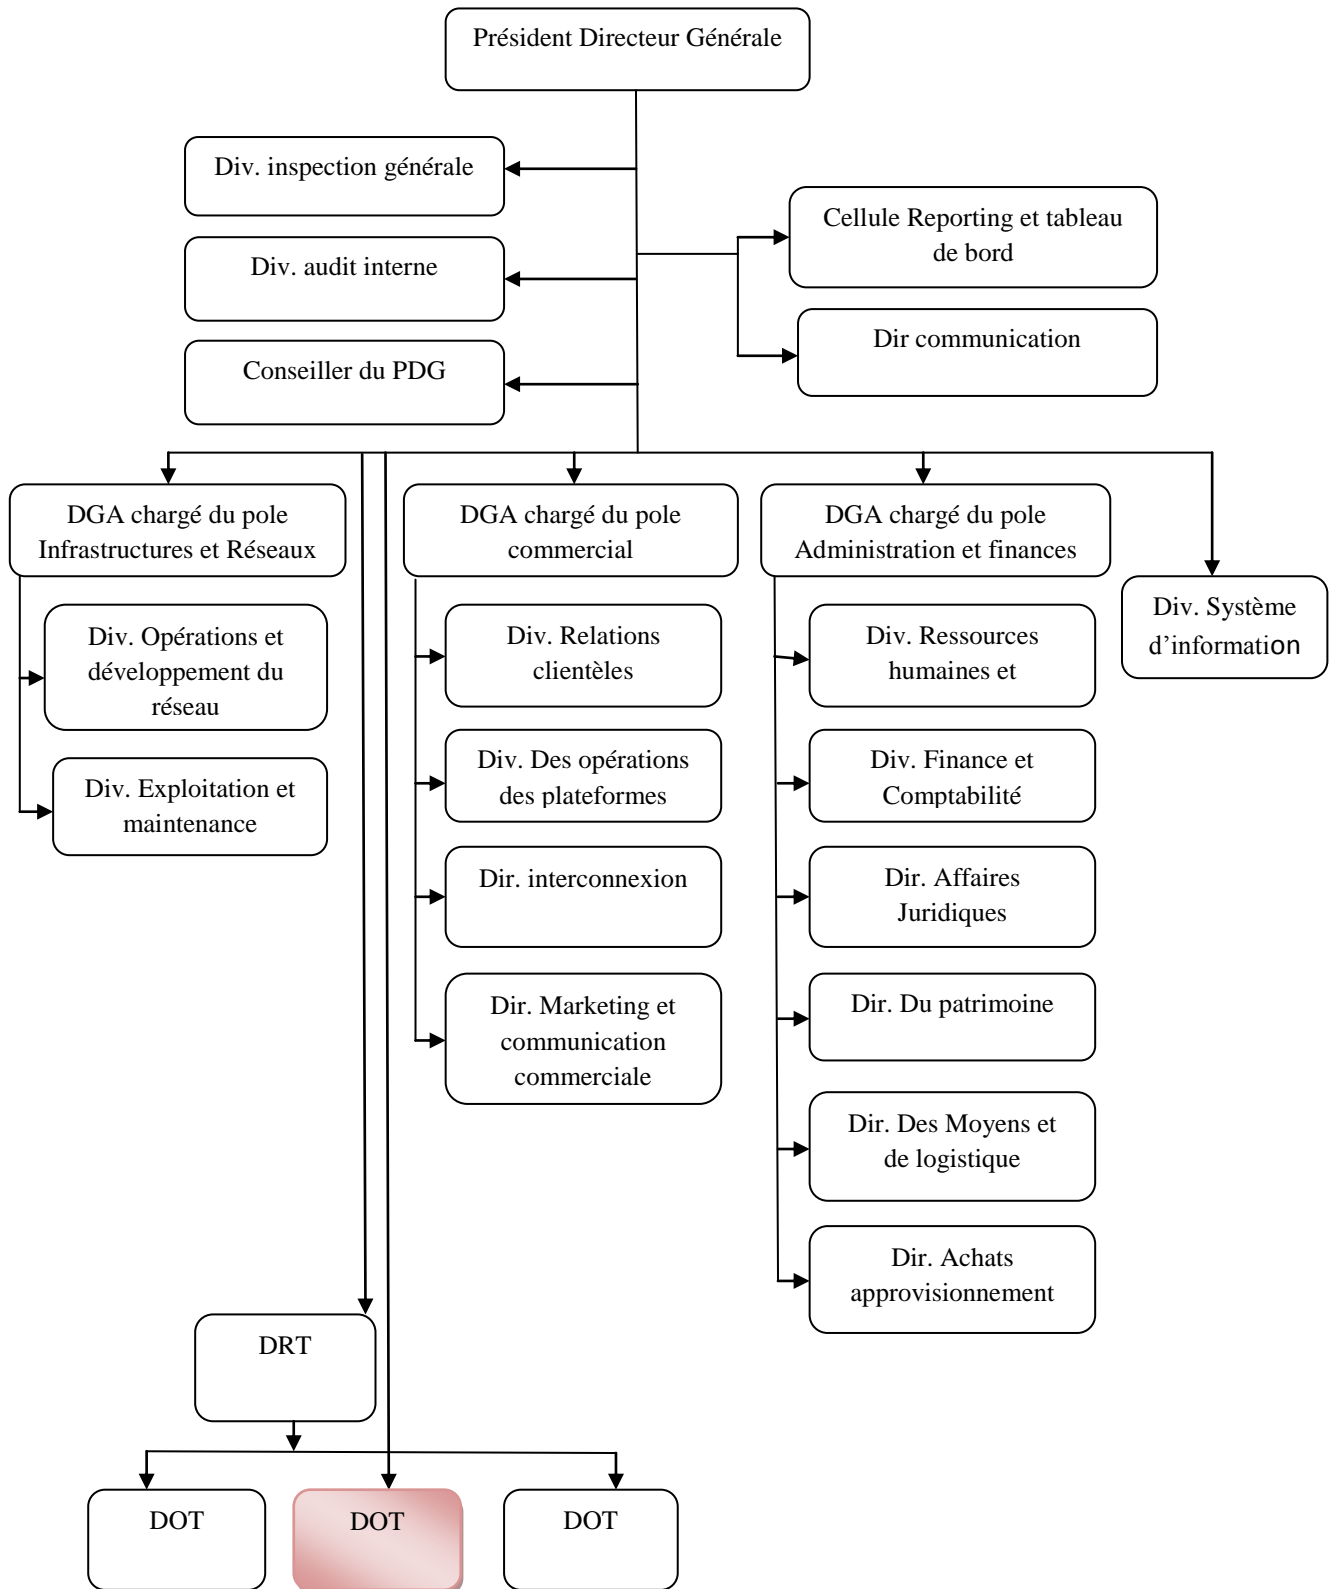 Président Directeur Générale
Div. inspection générale
Cellule Reporting et tableau
de bord
Div. audit interne
Dir communication
Conseiller du PDG
DGA chargé du pole
Infrastructures et Réseaux
DGA chargé du pole
commercial
DGA chargé du pole
Administration et finances
Div. Système
d’information
Div. Opérations et
développement du
réseau
Div. Exploitation et
maintenance
Div. Relations
clientèles
Div. Des opérations
des plateformes
Dir. interconnexion
Dir. Marketing et
communication
commerciale
Div. Ressources
humaines et
Div. Finance et
Comptabilité
Dir. Affaires
Juridiques
Dir. Du patrimoine
Dir. Des Moyens et
de logistique
Dir. Achats
approvisionnement
DRT
DOT
DOT
DOT